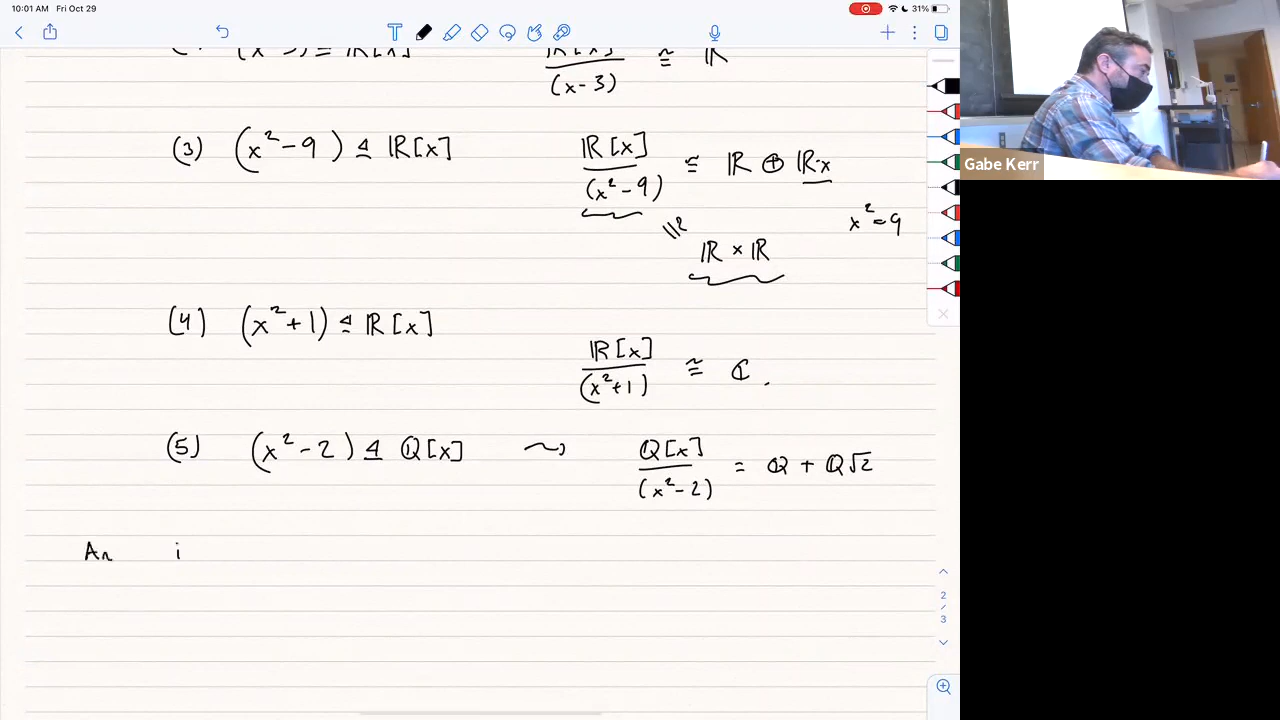 10:01 AM Fri Oct 29
31%
(x-3) ⊴ ℝ[x] ℝ[x]/(x-3) ≅ ℝ
(3) (x²-9) ⊴ ℝ[x] ℝ[x]/(x²-9) ≅ ℝ ⊕ ℝ·x
x²=9
≅ ℝ × ℝ
(4) (x²+1) ⊴ ℝ[x] ℝ[x]/(x²+1) ≅ ℂ.
(5) (x²-2) ⊴ ℚ[x] ⤳ ℚ[x]/(x²-2) = ℚ + ℚ√2
An i
2
/
3
Gabe Kerr